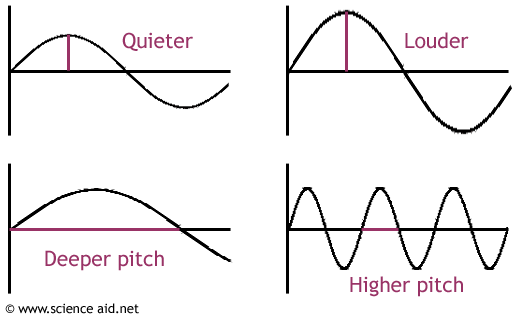 Quieter
Louder
Deeper pitch
Higher pitch
© www.science aid.net